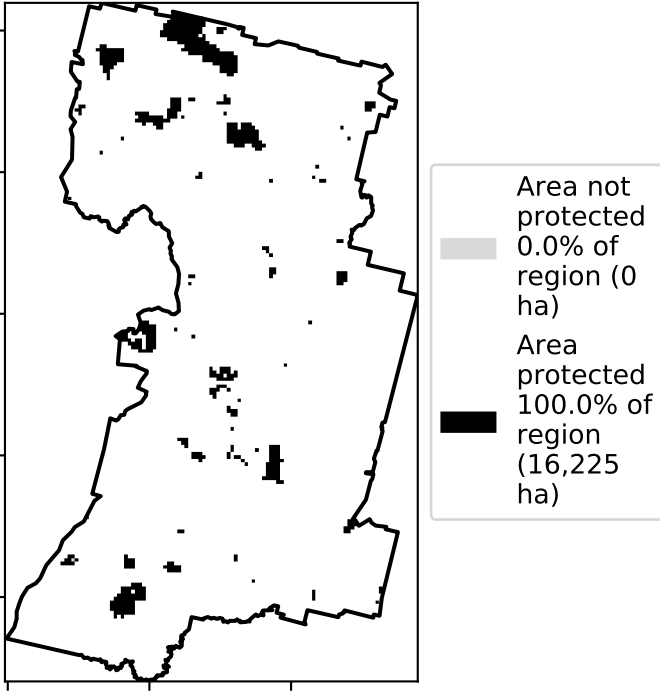 Area not
protected
0.0% of
region (0
ha)
Area
protected
100.0% of
region
(16,225
ha)